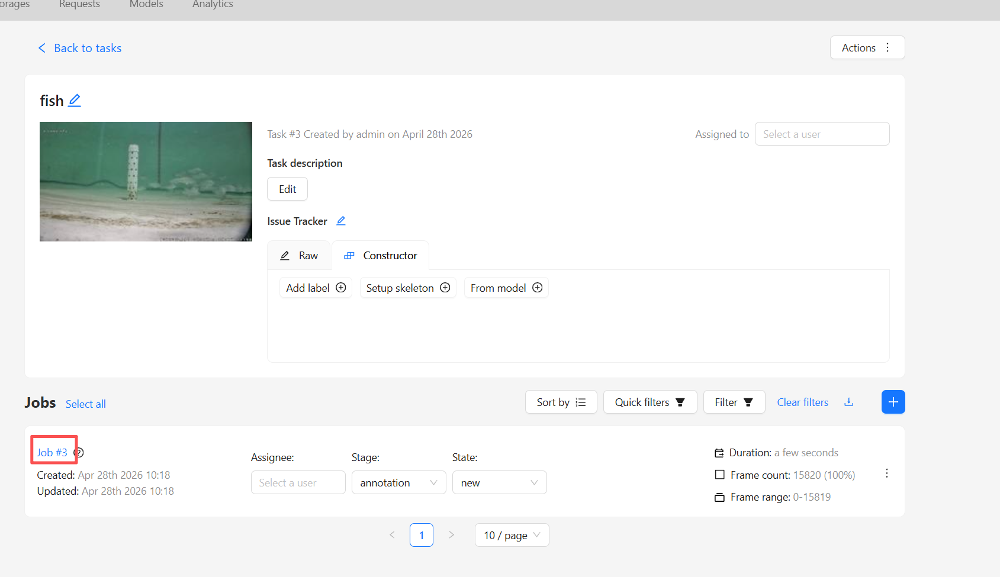 orages Requests Models Analytics
Back to tasks
Actions
fish
Task #3 Created by admin on April 28th 2026
Assigned to Select a user
Task description
Edit
Issue Tracker
Raw Constructor
Add label Setup skeleton From model
Jobs Select all Sort by Quick filters Filter Clear filters
Job #3
Created: Apr 28th 2026 10:18
Updated: Apr 28th 2026 10:18
Assignee: Stage: State:
Select a user annotation new
Duration: a few seconds
Frame count: 15820 (100%)
Frame range: 0-15819
1 10 / page